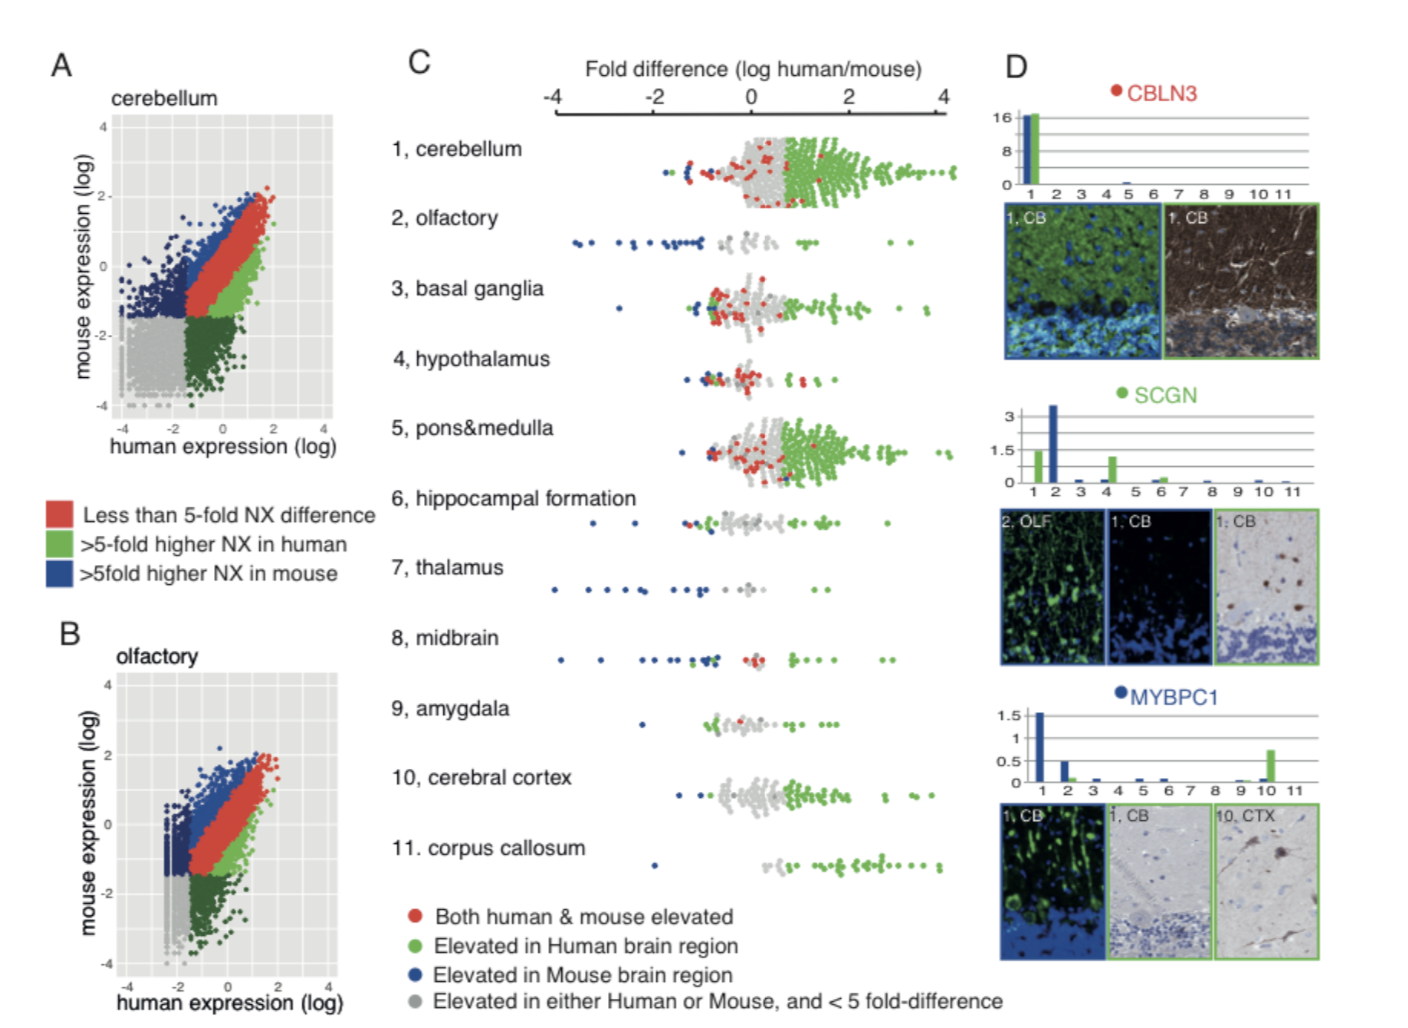 A
cerebellum
4
2
0
-2
-4
mouse expression (log)
-4 -2 0 2 4
human expression (log)
Less than 5-fold NX difference
>5-fold higher NX in human
>5fold higher NX in mouse
B
olfactory
4
2
0
-2
-4
mouse expression (log)
-4 -2 0 2 4
human expression (log)
C
Fold difference (log human/mouse)
-4 -2 0 2 4
1, cerebellum
2, olfactory
3, basal ganglia
4, hypothalamus
5, pons&medulla
6, hippocampal formation
7, thalamus
8, midbrain
9, amygdala
10, cerebral cortex
11. corpus callosum
Both human & mouse elevated
Elevated in Human brain region
Elevated in Mouse brain region
Elevated in either Human or Mouse, and < 5 fold-difference
D
CBLN3
16
8
0
1 2 3 4 5 6 7 8 9 10 11
1, CB 1, CB
SCGN
3
1.5
0
1 2 3 4 5 6 7 8 9 10 11
2, OLF 1, CB 1, CB
MYBPC1
1.5
1
0.5
0
1 2 3 4 5 6 7 8 9 10 11
1, CB 1, CB 10, CTX